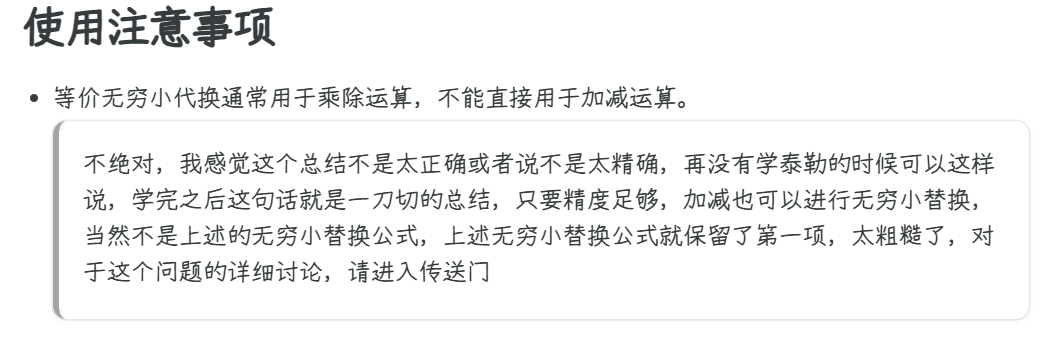 使用注意事项
等价无穷小代换通常用于乘除运算，不能直接用于加减运算。
不绝对，我感觉这个总结不是太正确或者说不是太精确，再没有学泰勒的时候可以这样
说，学完之后这句话就是一刀切的总结，只要精度足够，加减也可以进行无穷小替换，
当然不是上述的无穷小替换公式，上述无穷小替换公式就保留了第一项，太粗糙了，对
于这个问题的详细讨论，请进入传送门